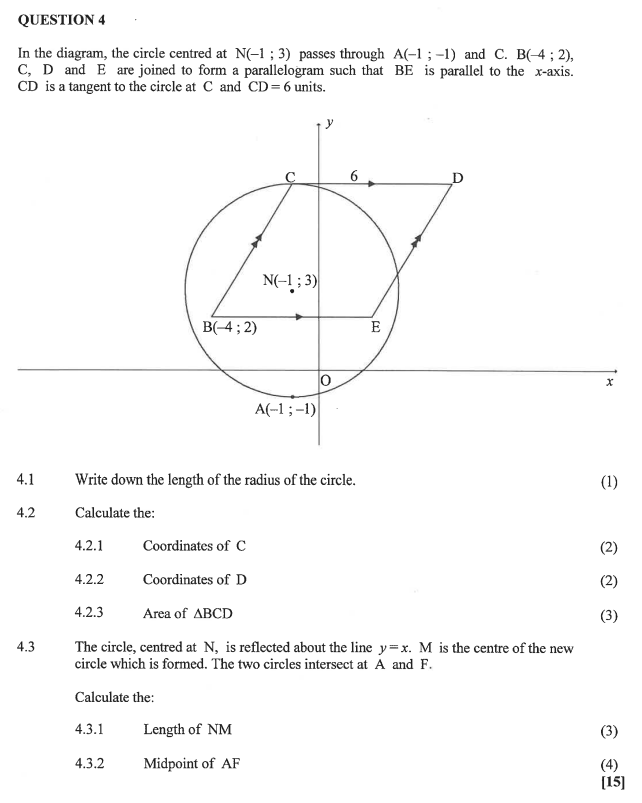 QUESTION 4
In the diagram, the circle centred at N(−1 ; 3) passes through A(−1 ; −1) and C. B(−4 ; 2),
C, D and E are joined to form a parallelogram such that BE is parallel to the x-axis.
CD is a tangent to the circle at C and CD = 6 units.
y
C 6 D
N(−1 ; 3)
B(−4 ; 2) E
O x
A(−1 ; −1)
4.1 Write down the length of the radius of the circle. (1)
4.2 Calculate the:
4.2.1 Coordinates of C (2)
4.2.2 Coordinates of D (2)
4.2.3 Area of ΔBCD (3)
4.3 The circle, centred at N, is reflected about the line y = x. M is the centre of the new
circle which is formed. The two circles intersect at A and F.
Calculate the:
4.3.1 Length of NM (3)
4.3.2 Midpoint of AF (4)
[15]